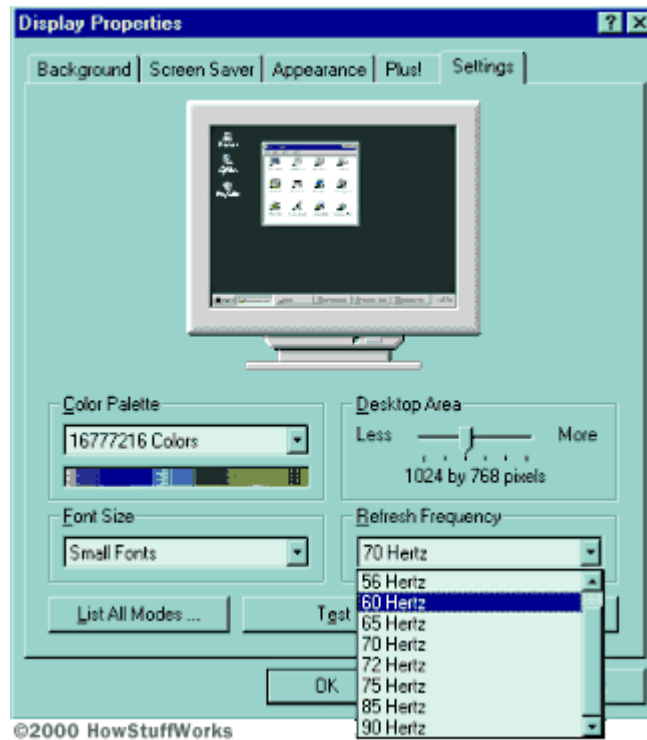 Display Properties
Background Screen Saver Appearance Plus! Settings
Color Palette
16777216 Colors
Desktop Area
Less More
1024 by 768 pixels
Font Size
Small Fonts
Refresh Frequency
70 Hertz
56 Hertz
60 Hertz
65 Hertz
70 Hertz
72 Hertz
75 Hertz
85 Hertz
90 Hertz
List All Modes ...
Test
OK
©2000 HowStuffWorks